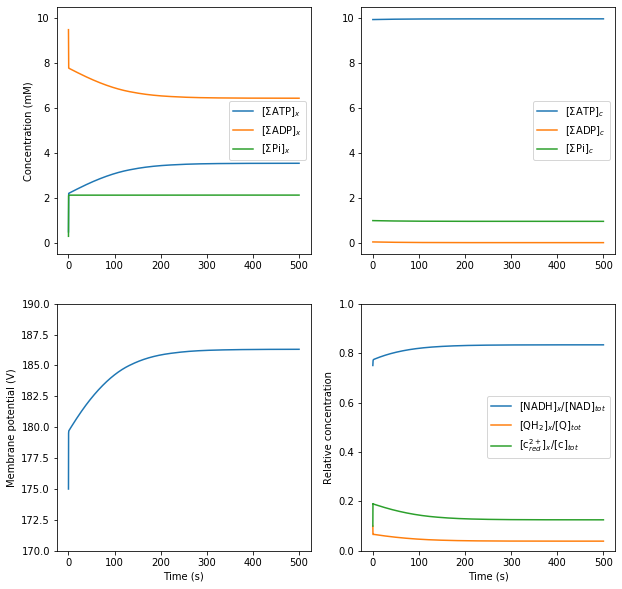 Concentration (mM)
10
8
6
4
2
0
[ΣATP]x
[ΣADP]x
[ΣPi]x
0 100 200 300 400 500
10
8
6
4
2
0
[ΣATP]c
[ΣADP]c
[ΣPi]c
0 100 200 300 400 500
Membrane potential (V)
190.0
187.5
185.0
182.5
180.0
177.5
175.0
172.5
170.0
0 100 200 300 400 500
Time (s)
Relative concentration
1.0
0.8
0.6
0.4
0.2
0.0
[NADH]x/[NAD]tot
[QH2]x/[Q]tot
[c2+red]x/[c]tot
0 100 200 300 400 500
Time (s)